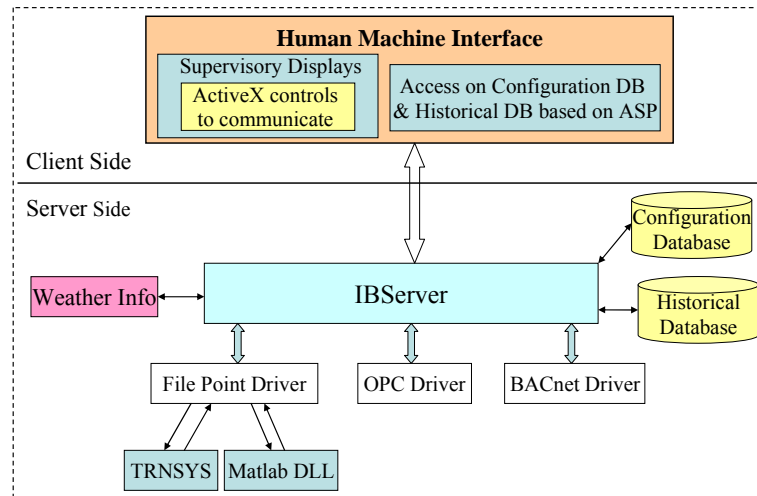 Human Machine Interface
Supervisory Displays
ActiveX controls
to communicate
Access on Configuration DB
& Historical DB based on ASP
Client Side
Server Side
Configuration
Database
Weather Info
IBServer
Historical
Database
File Point Driver
OPC Driver
BACnet Driver
TRNSYS
Matlab DLL